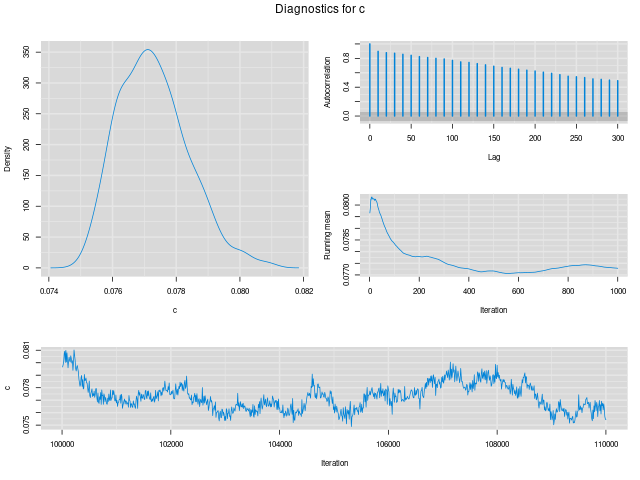 Diagnostics for c
Density
0 50 100 150 200 250 300 350
0.074 0.076 0.078 0.080 0.082
c
Autocorrelation
0.0 0.4 0.8
0 50 100 150 200 250 300
Lag
Running mean
0.0770 0.0785 0.0800
0 200 400 600 800 1000
Iteration
c
0.075 0.078 0.081
100000 102000 104000 106000 108000 110000
Iteration